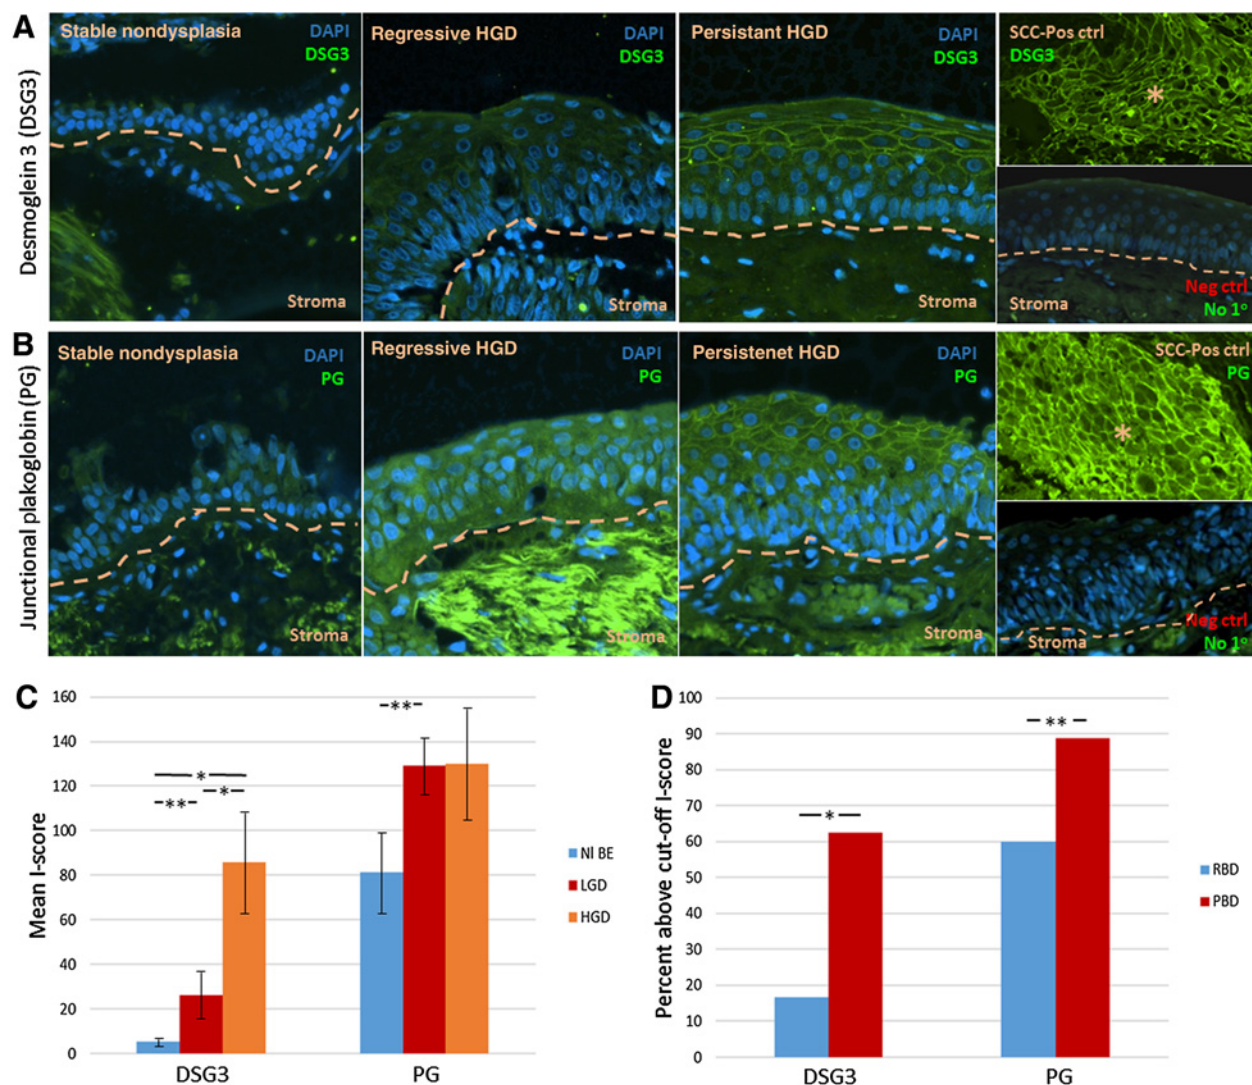 A
Desmoglein 3 (DSG3)
Stable nondysplasia
DAPI
DSG3
Stroma
Regressive HGD
DAPI
DSG3
Stroma
Persistant HGD
DAPI
DSG3
Stroma
SCC-Pos ctrl
DSG3
*
Neg ctrl
Stroma
No 1°
B
Junctional plakoglobin (PG)
Stable nondysplasia
DAPI
PG
Stroma
Regressive HGD
DAPI
PG
Stroma
Persistenet HGD
DAPI
PG
Stroma
SCC-Pos ctrl
PG
*
Neg ctrl
Stroma
No 1°
C
Mean I-score
160
140
120
100
80
60
40
20
0
*
**
*
**
DSG3
PG
NI BE
LGD
HGD
D
Percent above cut-off I-score
100
90
80
70
60
50
40
30
20
10
0
*
**
DSG3
PG
RBD
PBD